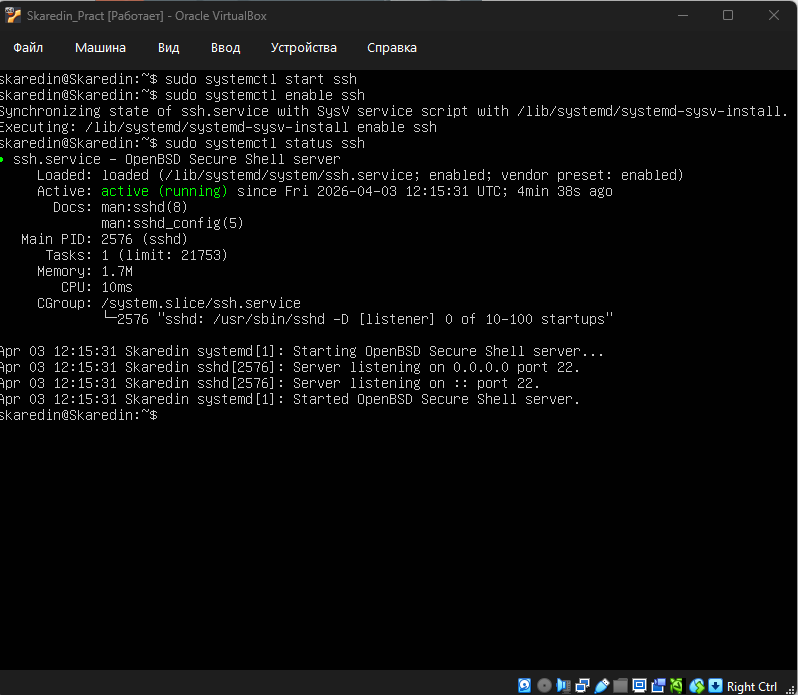 Skaredin_Pract [Работает] - Oracle VirtualBox
Файл Машина Вид Ввод Устройства Справка
skaredin@Skaredin:~$ sudo systemctl start ssh
skaredin@Skaredin:~$ sudo systemctl enable ssh
Synchronizing state of ssh.service with SysV service script with /lib/systemd/systemd-sysv-install.
Executing: /lib/systemd/systemd-sysv-install enable ssh
skaredin@Skaredin:~$ sudo systemctl status ssh
● ssh.service - OpenBSD Secure Shell server
Loaded: loaded (/lib/systemd/system/ssh.service; enabled; vendor preset: enabled)
Active: active (running) since Fri 2026-04-03 12:15:31 UTC; 4min 38s ago
Docs: man:sshd(8)
man:sshd_config(5)
Main PID: 2576 (sshd)
Tasks: 1 (limit: 21753)
Memory: 1.7M
CPU: 10ms
CGroup: /system.slice/ssh.service
└─2576 "sshd: /usr/sbin/sshd -D [listener] 0 of 10-100 startups"
Apr 03 12:15:31 Skaredin systemd[1]: Starting OpenBSD Secure Shell server...
Apr 03 12:15:31 Skaredin sshd[2576]: Server listening on 0.0.0.0 port 22.
Apr 03 12:15:31 Skaredin sshd[2576]: Server listening on :: port 22.
Apr 03 12:15:31 Skaredin systemd[1]: Started OpenBSD Secure Shell server.
skaredin@Skaredin:~$
Right Ctrl